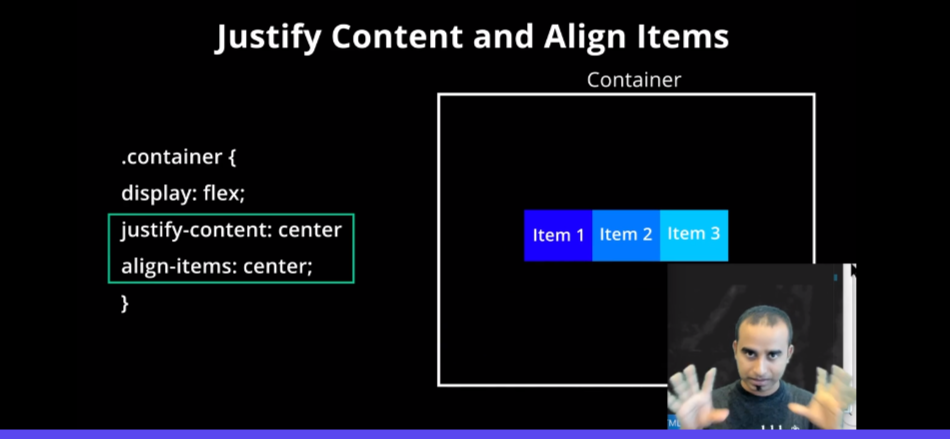 Justify Content and Align Items
Container
.container {
display: flex;
justify-content: center
align-items: center;
}
Item 1 Item 2 Item 3